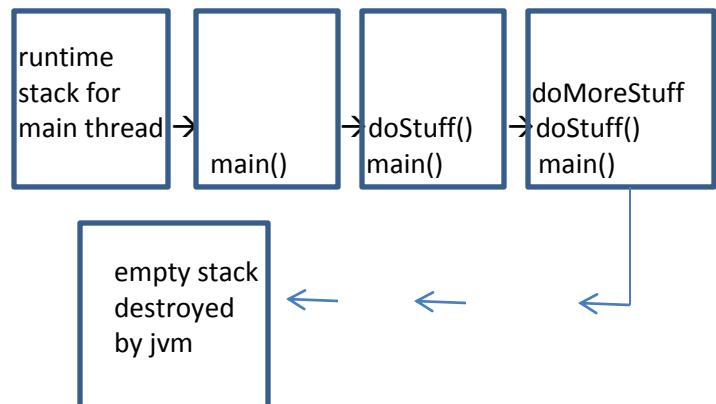 runtime
stack for
main thread
main()
doStuff()
main()
doMoreStuff
doStuff()
main()
empty stack
destroyed
by jvm